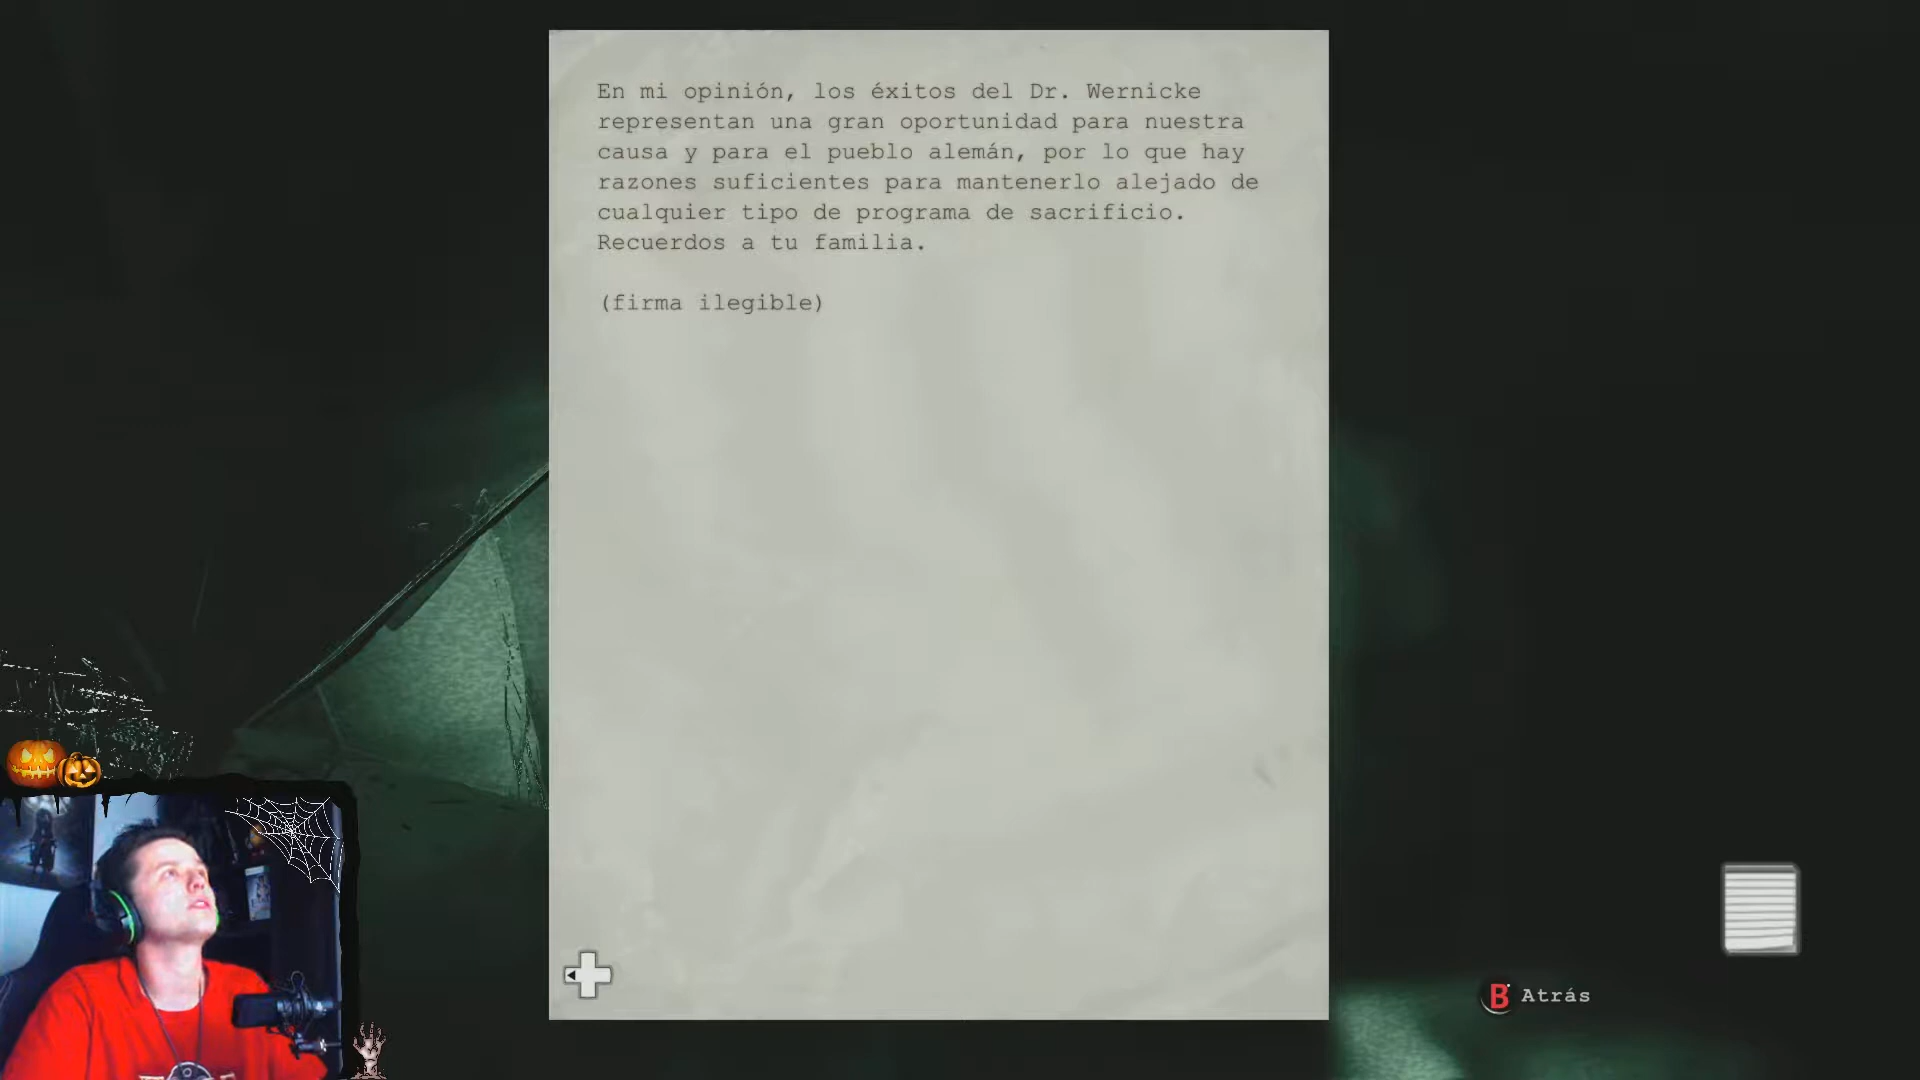 En mi opinión, los éxitos del Dr. Wernicke
representan una gran oportunidad para nuestra
causa y para el pueblo alemán, por lo que hay
razones suficientes para mantenerlo alejado de
cualquier tipo de programa de sacrificio.
Recuerdos a tu familia.
(firma ilegible)
B Atrás